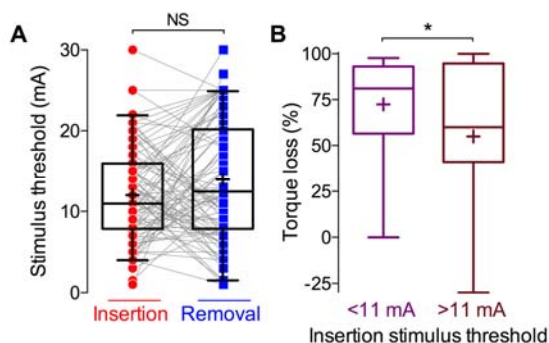 A
NS
Stimulus threshold (mA)
30
20
10
0
Insertion
Removal
B
*
Torque loss (%)
100
75
50
25
0
-25
<11 mA
>11 mA
Insertion stimulus threshold